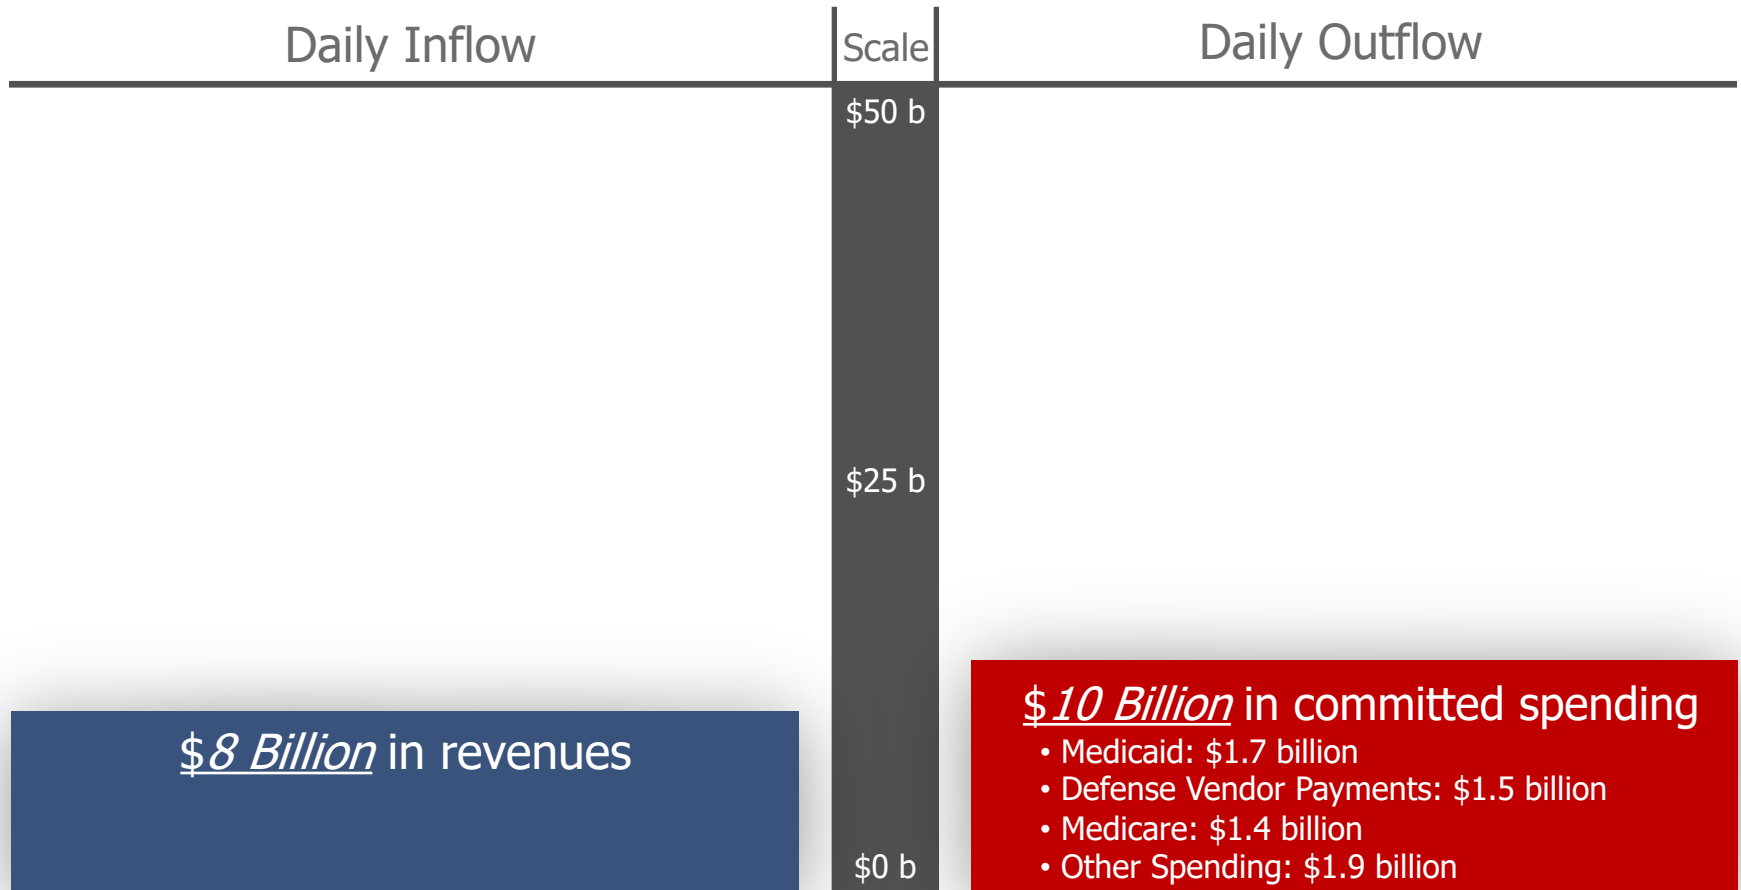 Daily Inflow
Scale
Daily Outflow
$50 b
$25 b
$0 b
$8 Billion in revenues
$10 Billion in committed spending
• Medicaid: $1.7 billion
• Defense Vendor Payments: $1.5 billion
• Medicare: $1.4 billion
• Other Spending: $1.9 billion